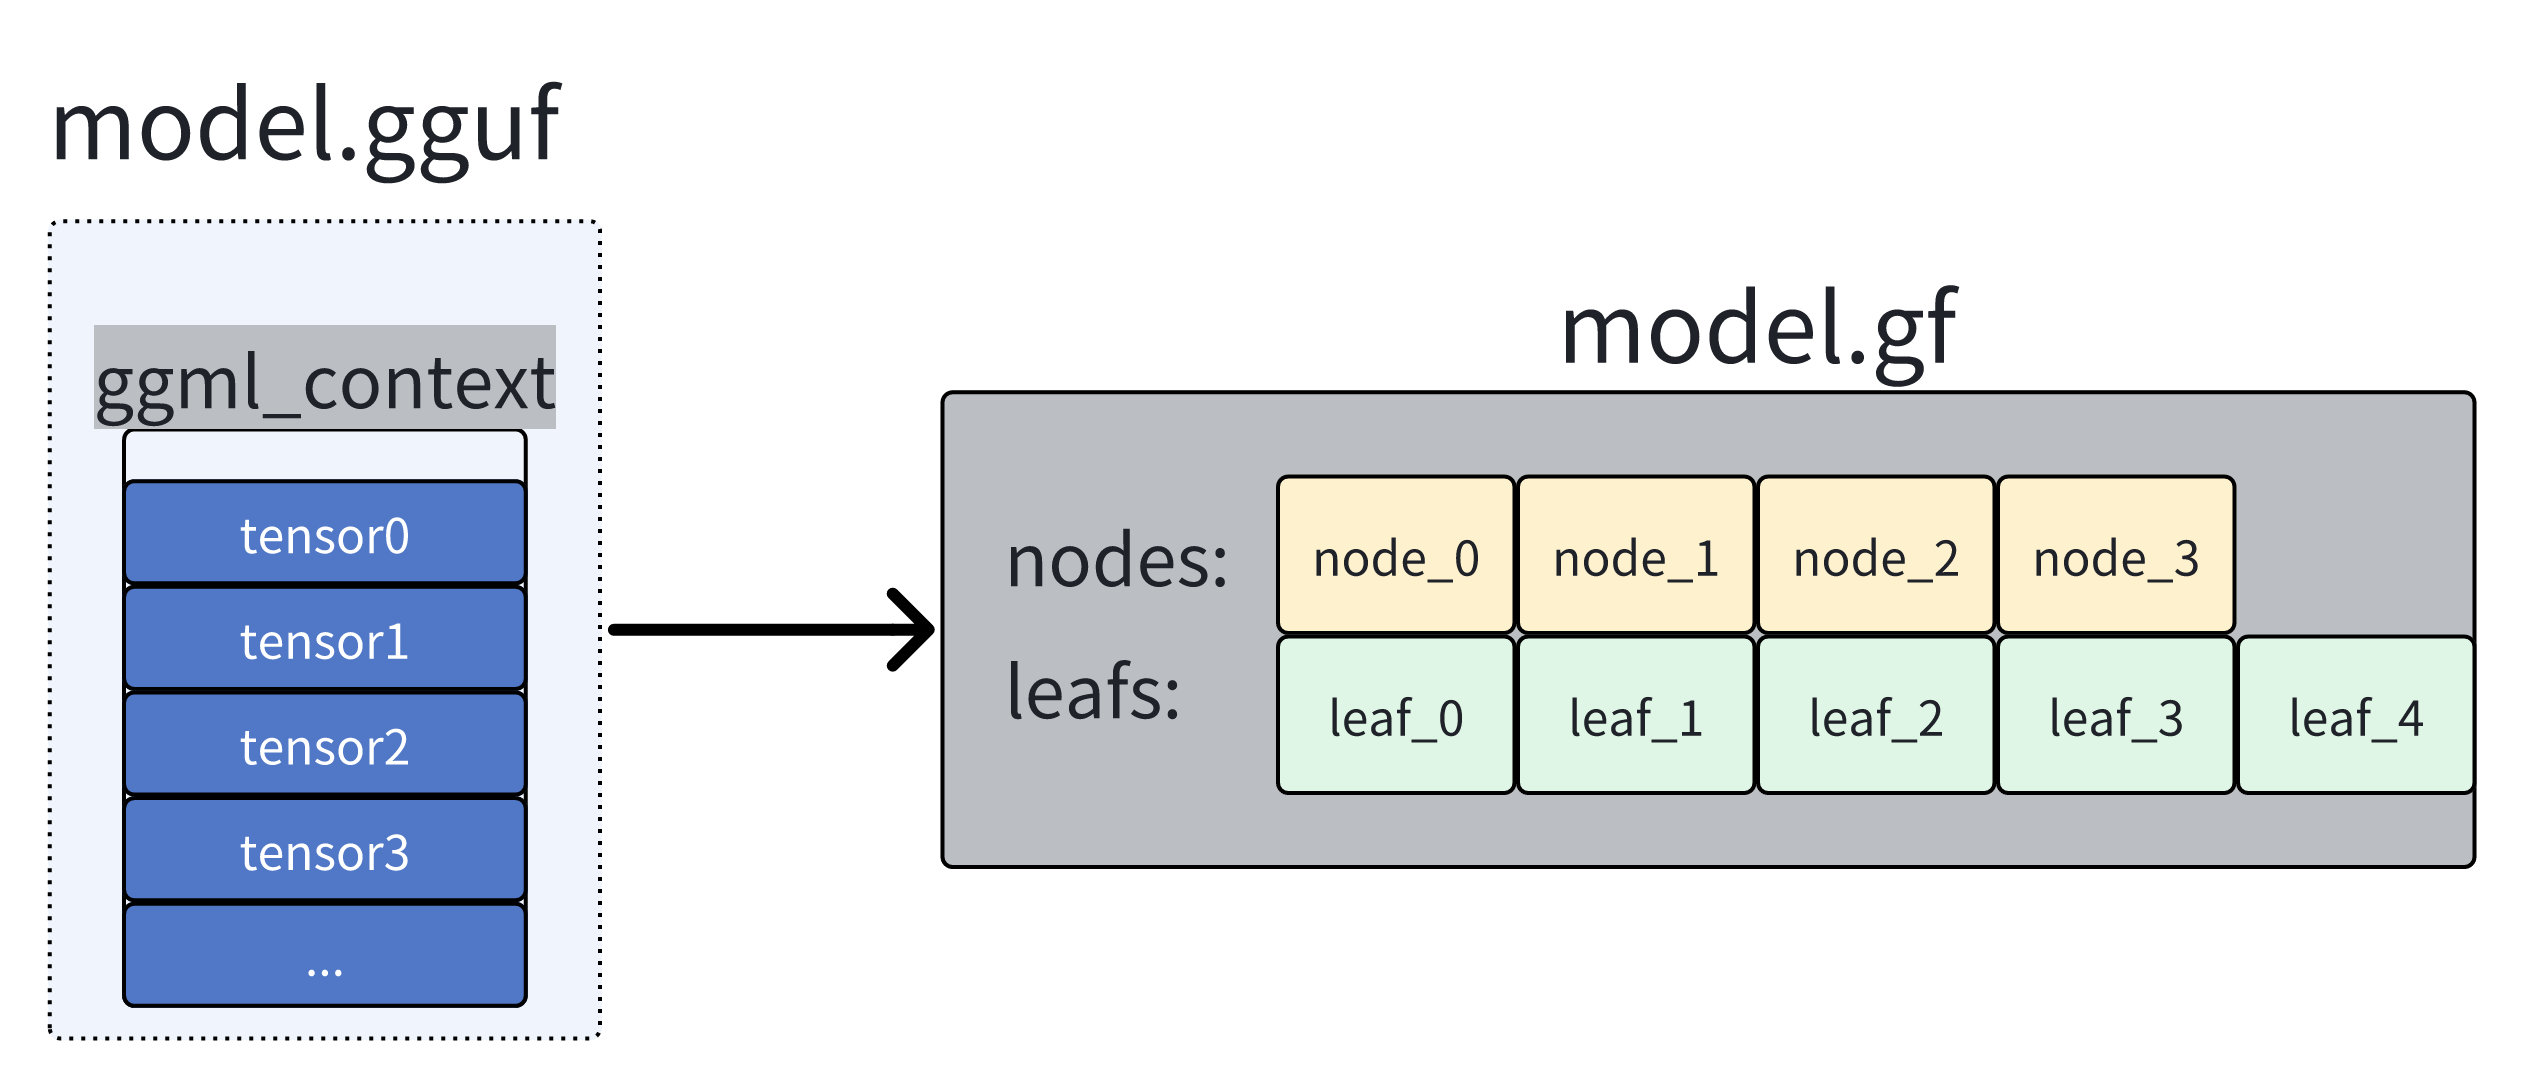 model.gguf
ggml_context
tensor0
tensor1
tensor2
tensor3
...
model.gf
nodes: node_0 node_1 node_2 node_3
leafs: leaf_0 leaf_1 leaf_2 leaf_3 leaf_4